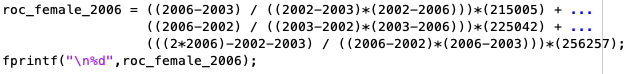 roc_female_2006 = ((2006-2003) / ((2002-2003)*(2002-2006)))*(215005) + ...
((2006-2002) / ((2003-2002)*(2003-2006)))*(225042) + ...
(((2*2006)-2002-2003) / ((2006-2002)*(2006-2003)))*(256257);
fprintf("\n%d",roc_female_2006);